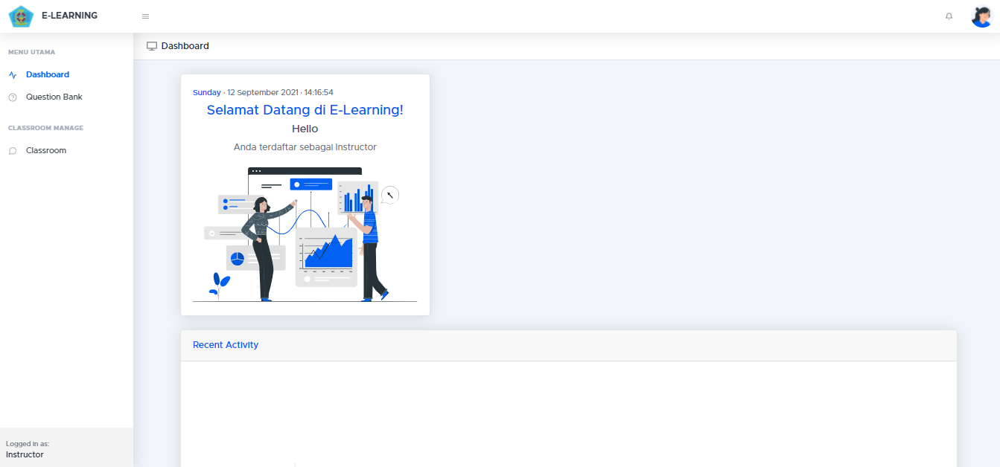 E-LEARNING
Dashboard
MENU UTAMA
Dashboard
Question Bank
CLASSROOM MANAGE
Classroom
Sunday · 12 September 2021 · 14:16:54
Selamat Datang di E-Learning!
Hello
Anda terdaftar sebagai Instructor
Recent Activity
Logged in as:
Instructor